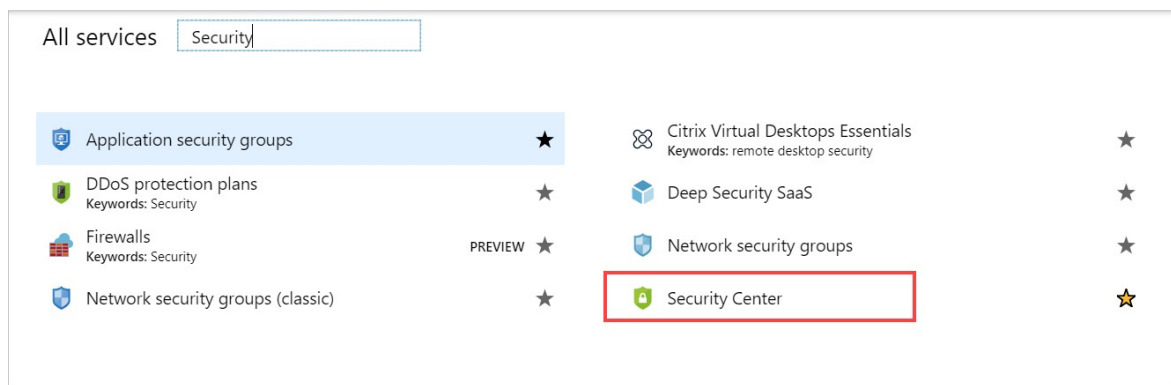 All services
Security
Application security groups
DDoS protection plans
Keywords: Security
Firewalls
Keywords: Security
PREVIEW
Network security groups (classic)
Citrix Virtual Desktops Essentials
Keywords: remote desktop security
Deep Security SaaS
Network security groups
Security Center